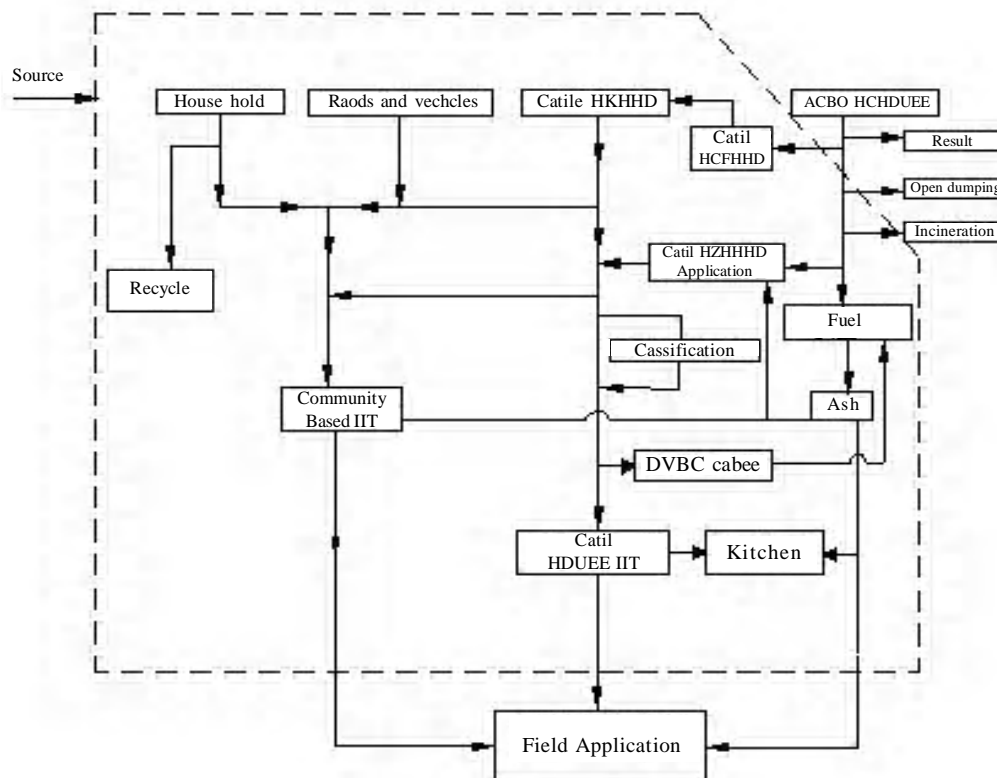 Source
House hold
Raods and vechcles
Catile HKHHD
ACBO HCHDUEE
Catil
HCFHHD
Result
Open dumping
Incineration
Catil HZHHHD
Application
Recycle
Fuel
Cassification
Community
Based IIT
Ash
DVBC cabee
Catil
HDUEE IIT
Kitchen
Field Application